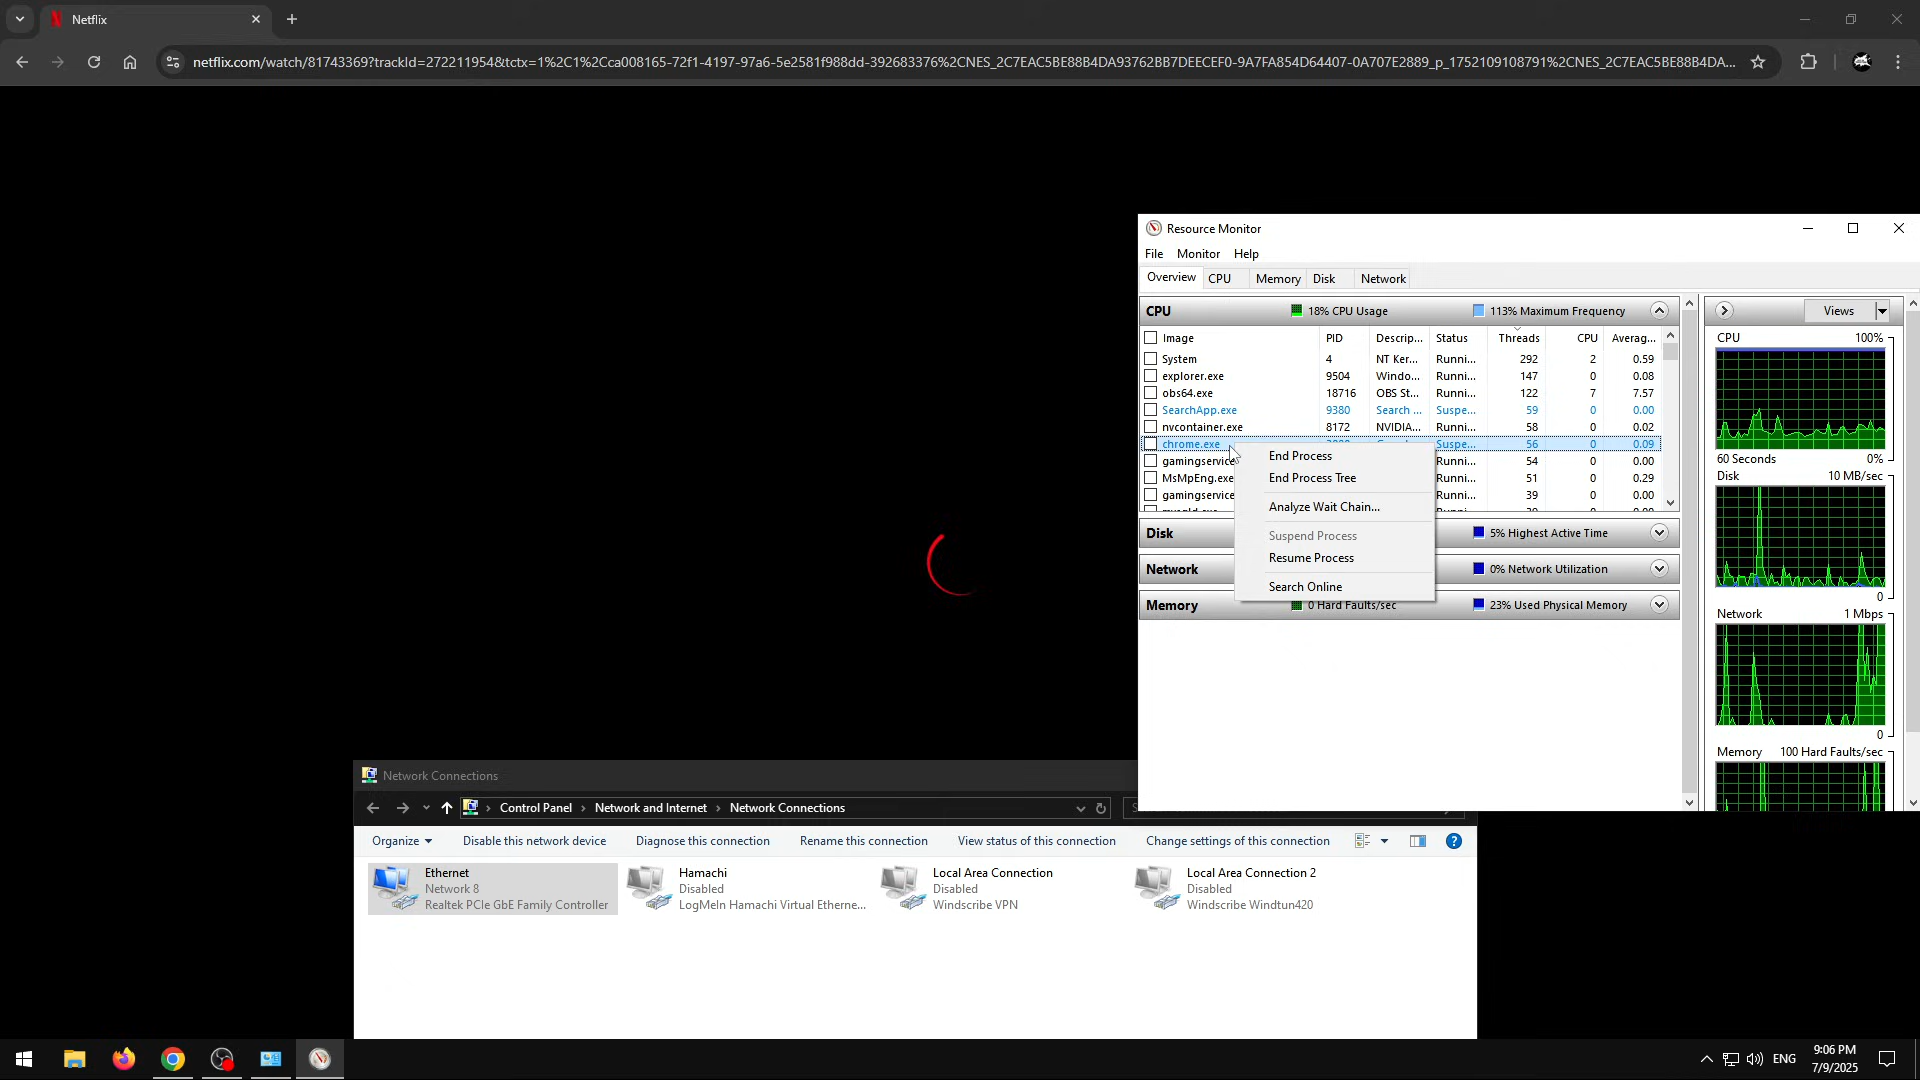 Netflix
netflix.com/watch/81743369?trackId=272211954&tctx=1%2C1%2Cca008165-72f1-4197-97a6-5e2581f988dd-392683376%2CNES_2C7EAC5BE88B4DA93762BB7DEECEF0-9A7FA854D64407-0A707E2889_p_1752109108791%2CNES_2C7EAC5BE88B4DA...
Resource Monitor
File Monitor Help
Overview CPU Memory Disk Network
CPU 18% CPU Usage 113% Maximum Frequency
Image PID Descrip... Status Threads CPU Averag...
System 4 NT Ker... Runni... 292 2 0.59
explorer.exe 9504 Windo... Runni... 147 0 0.08
obs64.exe 18716 OBS St... Runni... 122 7 7.57
SearchApp.exe 9380 Search ... Suspe... 59 0 0.00
nvcontainer.exe 8172 NVIDIA... Runni... 58 0 0.02
chrome.exe Suspe... 56 0 0.09
gamingservice Runni... 54 0 0.00
MsMpEng.exe Runni... 51 0 0.29
gamingservice Runni... 39 0 0.00
End Process
End Process Tree
Analyze Wait Chain...
Suspend Process
Resume Process
Search Online
Disk 5% Highest Active Time
Network 0% Network Utilization
Memory 0 Hard Faults/sec 23% Used Physical Memory
Views
CPU 100%
60 Seconds 0%
Disk 10 MB/sec
0
Network 1 Mbps
0
Memory 100 Hard Faults/sec
Network Connections
Control Panel Network and Internet Network Connections
Organize Disable this network device Diagnose this connection Rename this connection View status of this connection Change settings of this connection
Ethernet
Network 8
Realtek PCIe GbE Family Controller
Hamachi
Disabled
LogMeIn Hamachi Virtual Etherne...
Local Area Connection
Disabled
Windscribe VPN
Local Area Connection 2
Disabled
Windscribe Windtun420
ENG
9:06 PM
7/9/2025